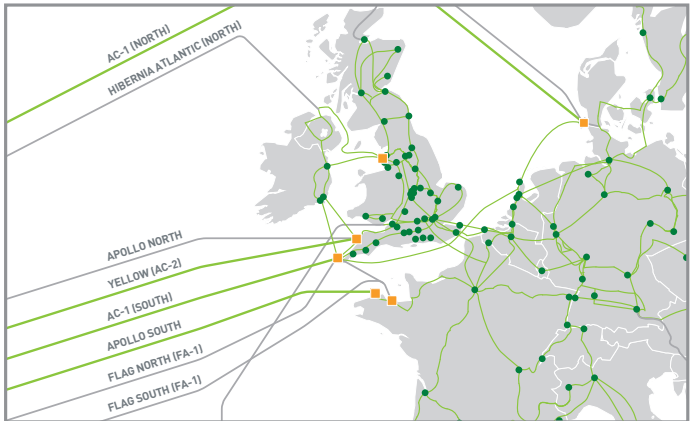 AC-1 (NORTH)
HIBERNIA ATLANTIC (NORTH)
APOLLO NORTH
YELLOW (AC-2)
AC-1 (SOUTH)
APOLLO SOUTH
FLAG NORTH (FA-1)
FLAG SOUTH (FA-1)